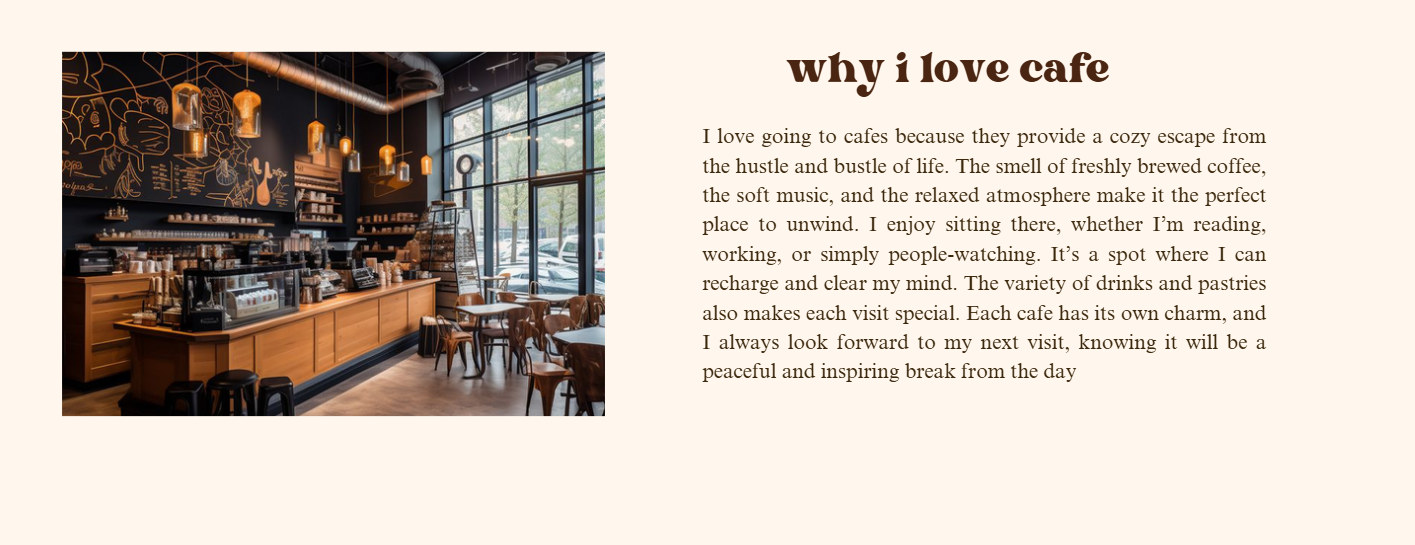 why i love cafe
I love going to cafes because they provide a cozy escape from
the hustle and bustle of life. The smell of freshly brewed coffee,
the soft music, and the relaxed atmosphere make it the perfect
place to unwind. I enjoy sitting there, whether I’m reading,
working, or simply people-watching. It’s a spot where I can
recharge and clear my mind. The variety of drinks and pastries
also makes each visit special. Each cafe has its own charm, and
I always look forward to my next visit, knowing it will be a
peaceful and inspiring break from the day